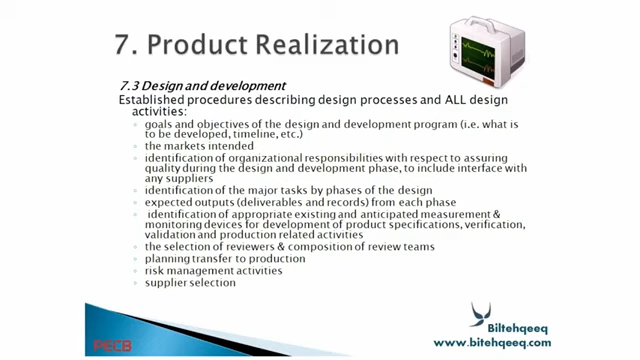 7. Product Realization
7.3 Design and development
Established procedures describing design processes and ALL design
activities:
goals and objectives of the design and development program (i.e. what is
to be developed, timeline, etc.)
the markets intended
identification of organizational responsibilities with respect to assuring
quality during the design and development phase, to include interface with
any suppliers
identification of the major tasks by phases of the design
expected outputs (deliverables and records) from each phase
identification of appropriate existing and anticipated measurement &
monitoring devices for development of product specifications, verification,
validation and production related activities
the selection of reviewers & composition of review teams
planning transfer to production
risk management activities
supplier selection
PECB
Biltehqeeq
www.bitehqeeq.com